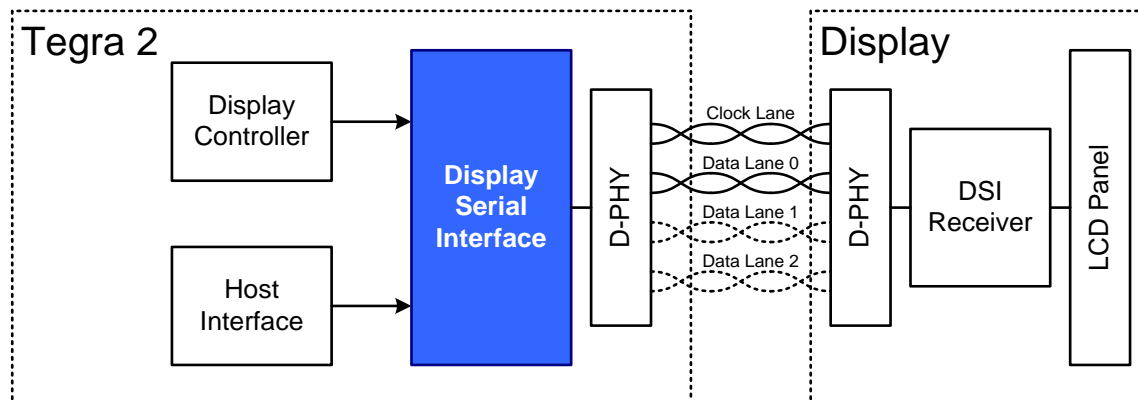 Tegra 2
Display
Controller
Host
Interface
Display
Serial
Interface
D-PHY
Clock Lane
Data Lane 0
Data Lane 1
Data Lane 2
Display
D-PHY
DSI
Receiver
LCD Panel